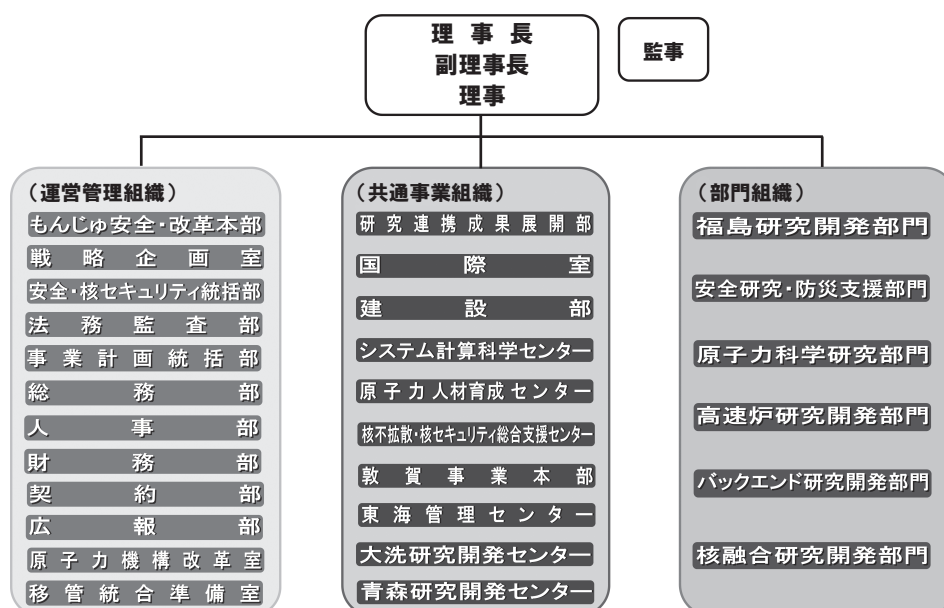 理事長
副理事長
理事
監事
（運営管理組織）
もんじゅ安全・改革本部
戦略企画室
安全・核セキュリティ統括部
法務監査部
事業計画統括部
総務部
人事部
財務部
契約部
広報部
原子力機構改革室
移管統合準備室
（共通事業組織）
研究連携成果展開部
国際室
建設部
システム計算科学センター
原子力人材育成センター
核不拡散・核セキュリティ総合支援センター
敦賀事業本部
東海管理センター
大洗研究開発センター
青森研究開発センター
（部門組織）
福島研究開発部門
安全研究・防災支援部門
原子力科学研究部門
高速炉研究開発部門
バックエンド研究開発部門
核融合研究開発部門